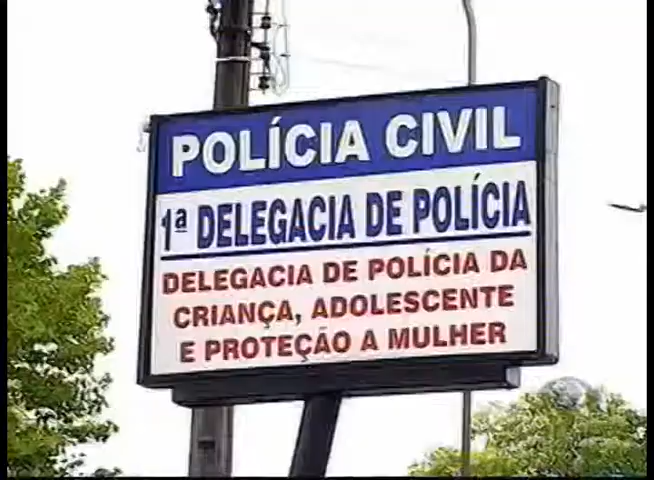 POLÍCIA CIVIL
1ª DELEGACIA DE POLÍCIA
DELEGACIA DE POLÍCIA DA
CRIANÇA, ADOLESCENTE
E PROTEÇÃO A MULHER